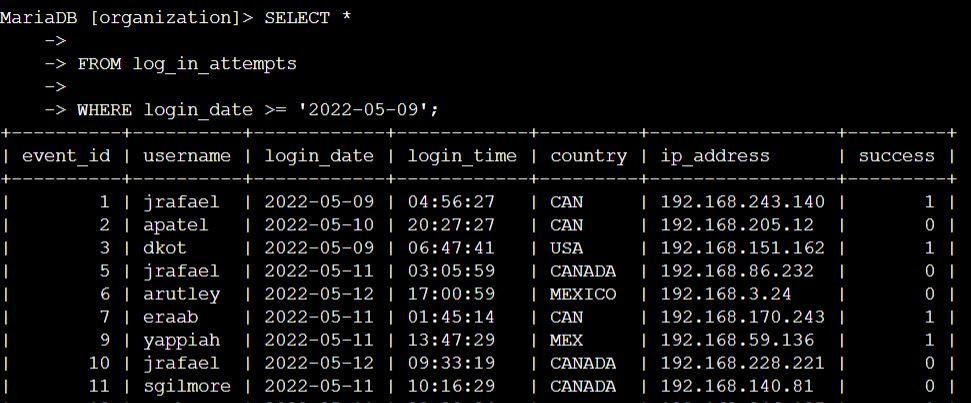 MariaDB [organization]> SELECT *
    ->
    -> FROM log_in_attempts
    ->
    -> WHERE login_date >= '2022-05-09';
+----------+----------+------------+------------+---------+-----------------+---------+
| event_id | username | login_date | login_time | country | ip_address      | success |
+----------+----------+------------+------------+---------+-----------------+---------+
|        1 | jrafael  | 2022-05-09 | 04:56:27   | CAN     | 192.168.243.140 |       1 |
|        2 | apatel   | 2022-05-10 | 20:27:27   | CAN     | 192.168.205.12  |       0 |
|        3 | dkot     | 2022-05-09 | 06:47:41   | USA     | 192.168.151.162 |       1 |
|        5 | jrafael  | 2022-05-11 | 03:05:59   | CANADA  | 192.168.86.232  |       0 |
|        6 | arutley  | 2022-05-12 | 17:00:59   | MEXICO  | 192.168.3.24    |       0 |
|        7 | eraab    | 2022-05-11 | 01:45:14   | CAN     | 192.168.170.243 |       1 |
|        9 | yappiah  | 2022-05-11 | 13:47:29   | MEX     | 192.168.59.136  |       1 |
|       10 | jrafael  | 2022-05-12 | 09:33:19   | CANADA  | 192.168.228.221 |       0 |
|       11 | sgilmore | 2022-05-11 | 10:16:29   | CANADA  | 192.168.140.81  |       0 |